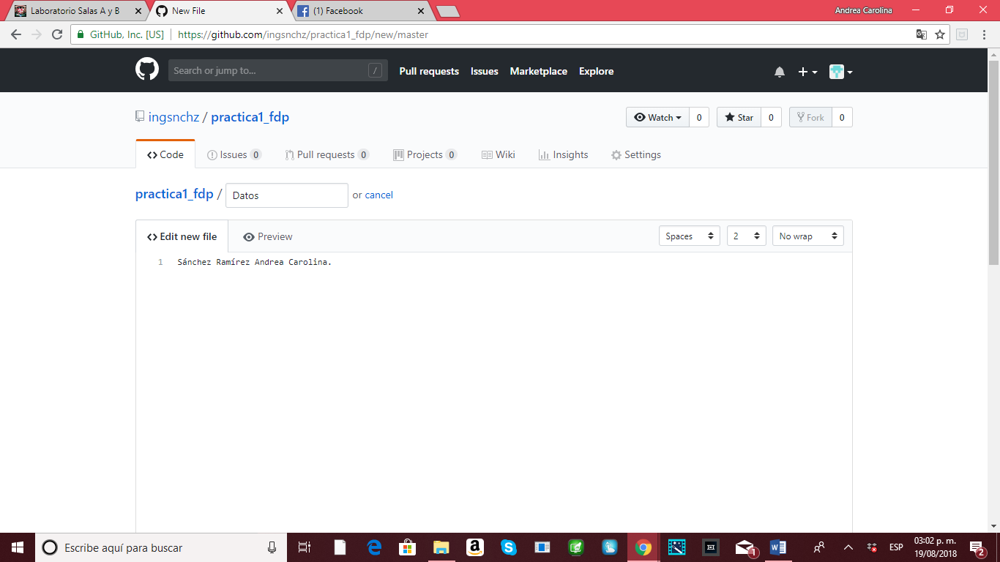 Laboratorio Salas A y B
New File
(1) Facebook
Andrea Carolina
GitHub, Inc. [US]
https://github.com/ingsnchz/practica1_fdp/new/master
Search or jump to...
/
Pull requests
Issues
Marketplace
Explore
ingsnchz / practica1_fdp
Watch
0
Star
0
Fork
0
Code
Issues 0
Pull requests 0
Projects 0
Wiki
Insights
Settings
practica1_fdp / Datos or cancel
Edit new file
Preview
Spaces
2
No wrap
1 Sánchez Ramírez Andrea Carolina.
Escribe aquí para buscar
1
ESP
03:02 p. m.
19/08/2018
2